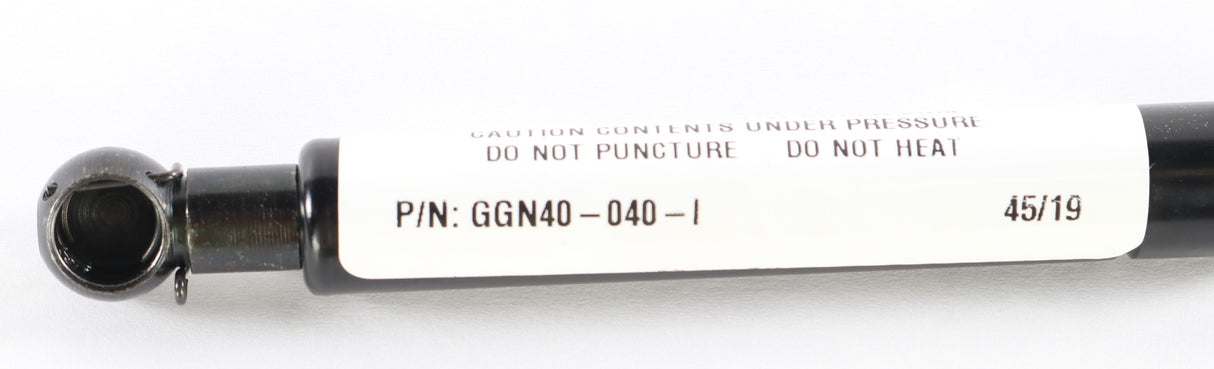 CAUTION CONTENTS UNDER PRESSURE
DO NOT PUNCTURE DO NOT HEAT
P/N: GGN40-040-I 45/19